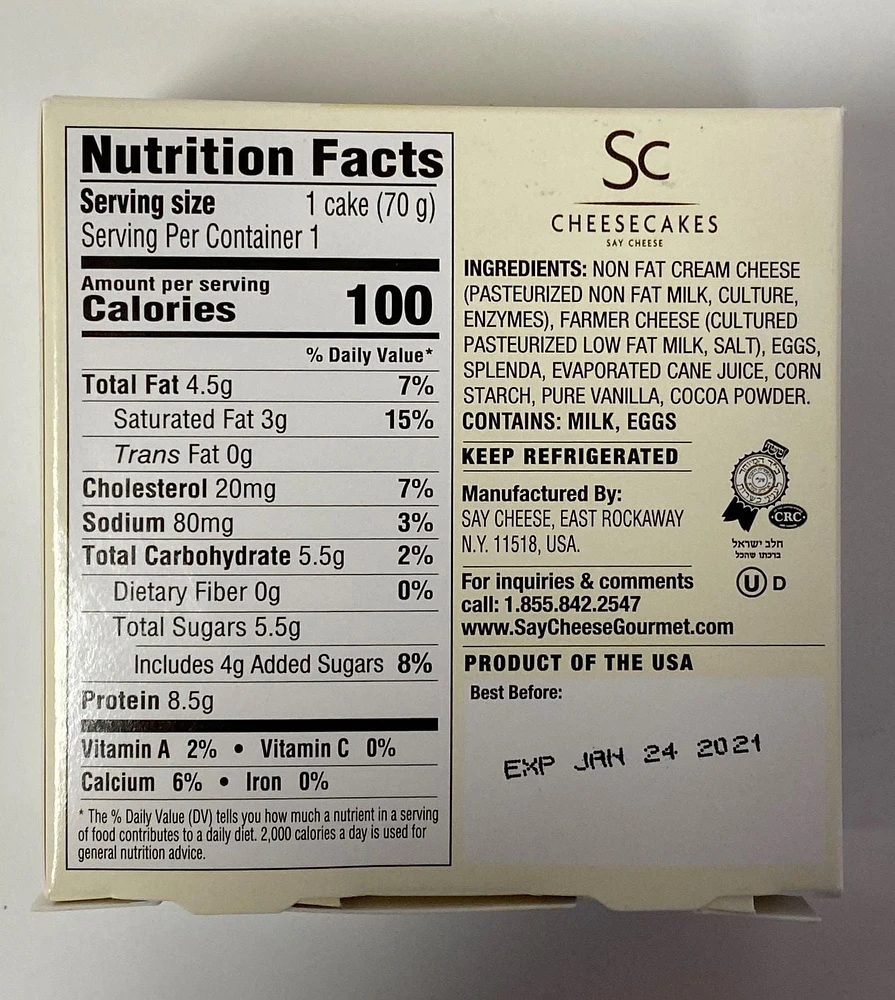 Nutrition Facts
Serving size 1 cake (70 g)
Serving Per Container 1
Amount per serving
Calories 100
% Daily Value*
Total Fat 4.5g 7%
Saturated Fat 3g 15%
Trans Fat 0g
Cholesterol 20mg 7%
Sodium 80mg 3%
Total Carbohydrate 5.5g 2%
Dietary Fiber 0g 0%
Total Sugars 5.5g
Includes 4g Added Sugars 8%
Protein 8.5g
Vitamin A 2% • Vitamin C 0%
Calcium 6% • Iron 0%
* The % Daily Value (DV) tells you how much a nutrient in a serving
of food contributes to a daily diet. 2,000 calories a day is used for
general nutrition advice.
Sc
CHEESECAKES
SAY CHEESE
INGREDIENTS: NON FAT CREAM CHEESE
(PASTEURIZED NON FAT MILK, CULTURE,
ENZYMES), FARMER CHEESE (CULTURED
PASTEURIZED LOW FAT MILK, SALT), EGGS,
SPLENDA, EVAPORATED CANE JUICE, CORN
STARCH, PURE VANILLA, COCOA POWDER.
CONTAINS: MILK, EGGS
KEEP REFRIGERATED
Manufactured By:
SAY CHEESE, EAST ROCKAWAY
N.Y. 11518, USA.
CRC
חלב ישראל
ברכתו שהכל
U D
For inquiries & comments
call: 1.855.842.2547
www.SayCheeseGourmet.com
PRODUCT OF THE USA
Best Before:
EXP JAN 24 2021